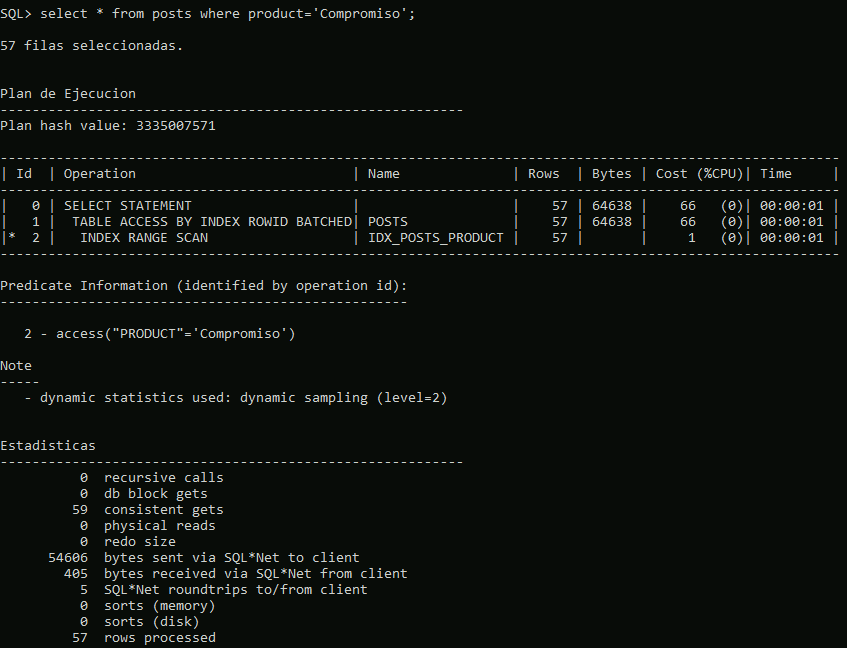 SQL> select * from posts where product='Compromiso';
57 filas seleccionadas.
Plan de Ejecucion
----------------------------------------------------------
Plan hash value: 3335007571
---------------------------------------------------------------------------------------------------------
| Id  | Operation                           | Name              | Rows  | Bytes | Cost (%CPU)| Time     |
---------------------------------------------------------------------------------------------------------
|   0 | SELECT STATEMENT                    |                   |    57 | 64638 |    66   (0)| 00:00:01 |
|   1 |  TABLE ACCESS BY INDEX ROWID BATCHED| POSTS             |    57 | 64638 |    66   (0)| 00:00:01 |
|*  2 |   INDEX RANGE SCAN                  | IDX_POSTS_PRODUCT |    57 |       |     1   (0)| 00:00:01 |
---------------------------------------------------------------------------------------------------------
Predicate Information (identified by operation id):
---------------------------------------------------
   2 - access("PRODUCT"='Compromiso')
Note
-----
   - dynamic statistics used: dynamic sampling (level=2)
Estadisticas
----------------------------------------------------------
          0  recursive calls
          0  db block gets
         59  consistent gets
          0  physical reads
          0  redo size
      54606  bytes sent via SQL*Net to client
        405  bytes received via SQL*Net from client
          5  SQL*Net roundtrips to/from client
          0  sorts (memory)
          0  sorts (disk)
         57  rows processed